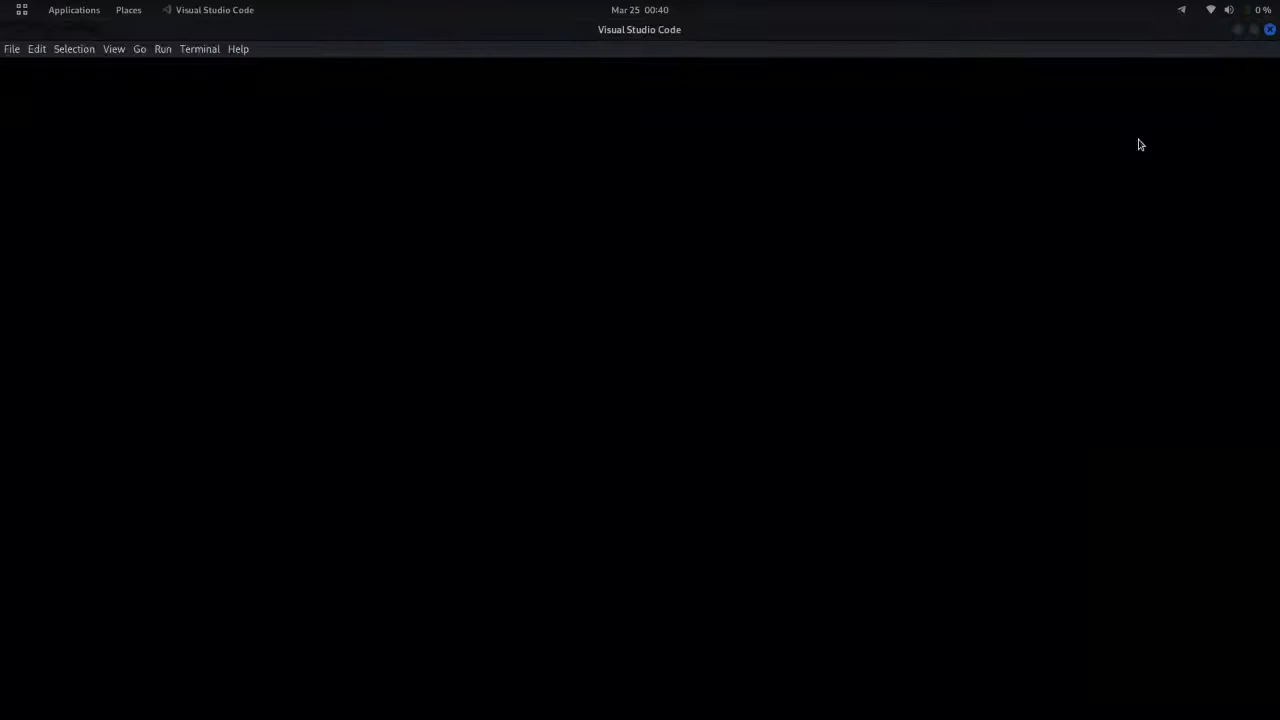 Applications Places Visual Studio Code Mar 25 00:40 0 %
Visual Studio Code
File Edit Selection View Go Run Terminal Help